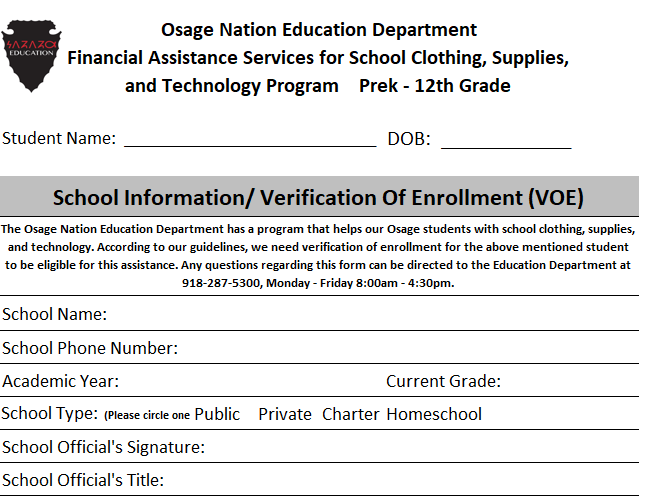 EDUCATION
Osage Nation Education Department
Financial Assistance Services for School Clothing, Supplies,
and Technology Program Prek - 12th Grade
Student Name: DOB:
School Information/ Verification Of Enrollment (VOE)
The Osage Nation Education Department has a program that helps our Osage students with school clothing, supplies,
and technology. According to our guidelines, we need verification of enrollment for the above mentioned student
to be eligible for this assistance. Any questions regarding this form can be directed to the Education Department at
918-287-5300, Monday - Friday 8:00am - 4:30pm.
School Name:
School Phone Number:
Academic Year: Current Grade:
School Type: (Please circle one Public Private Charter Homeschool
School Official's Signature:
School Official's Title: